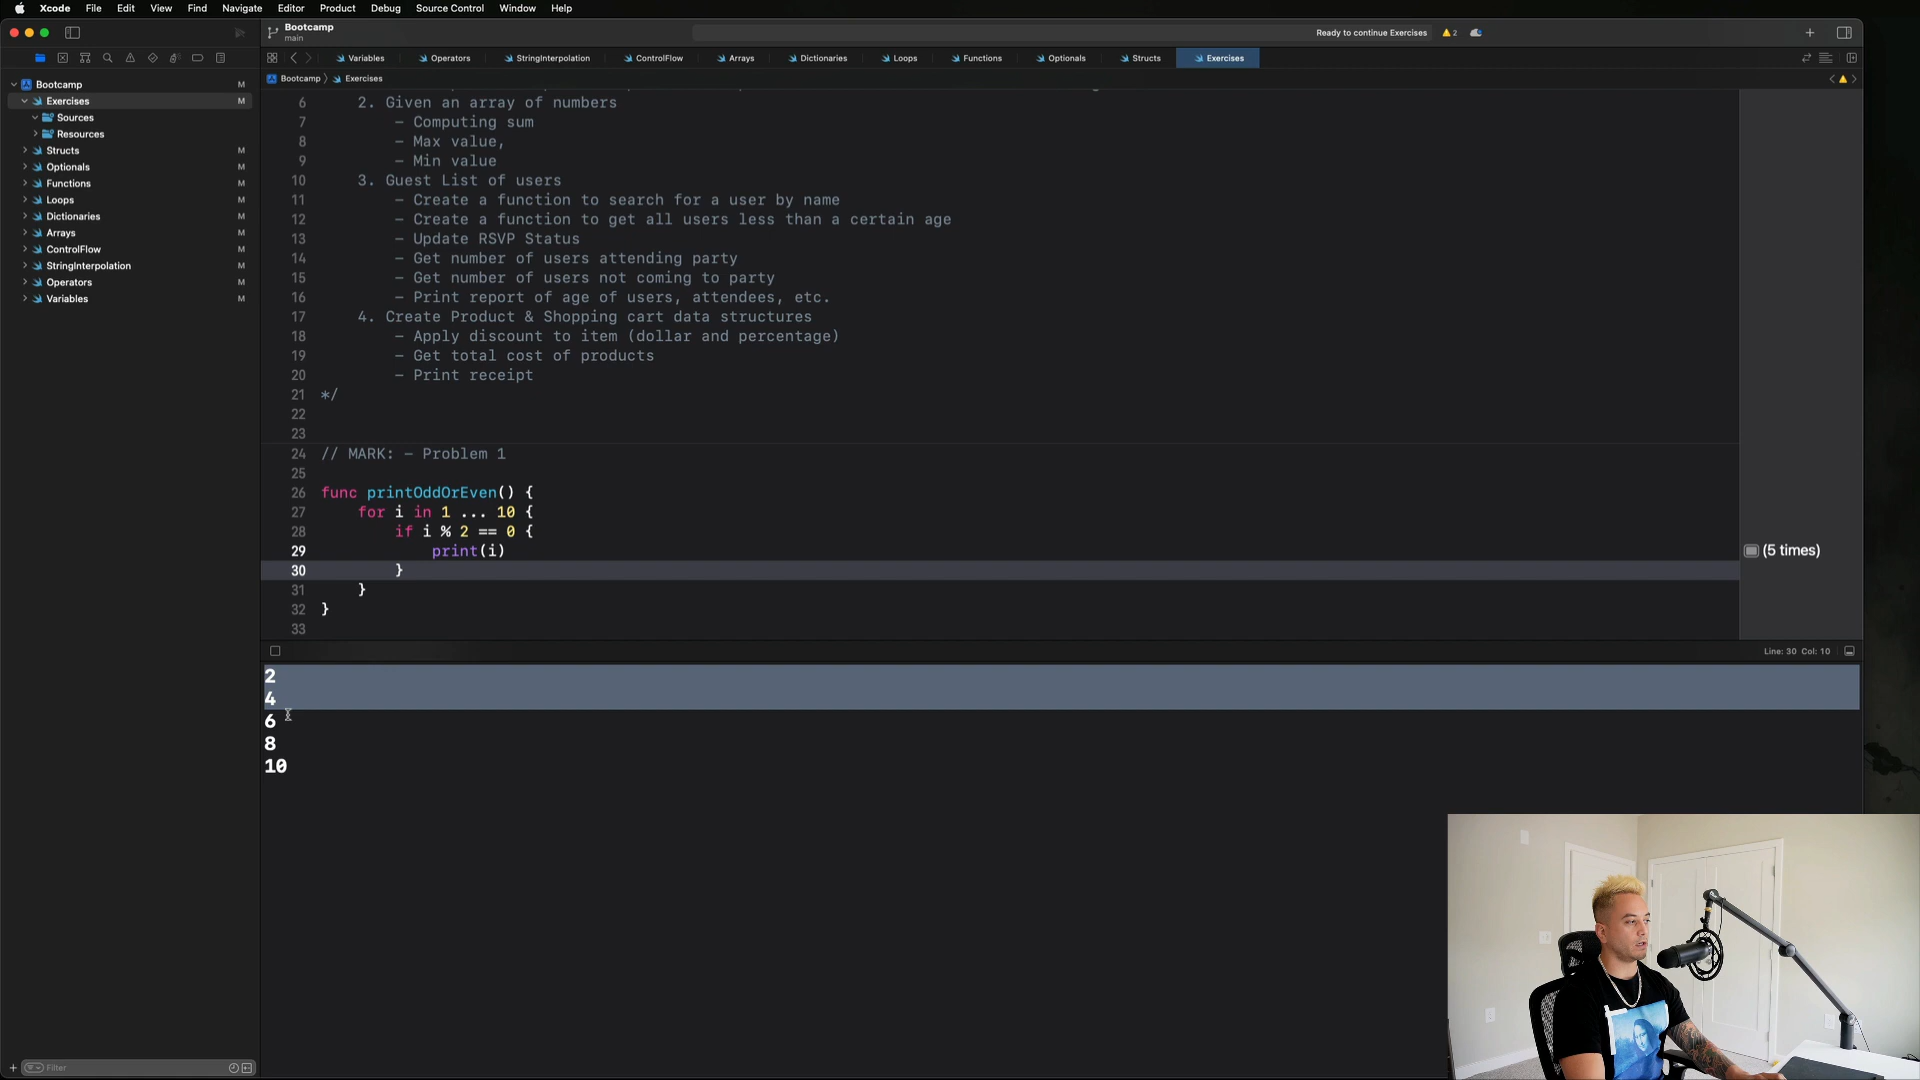 Xcode File Edit View Find Navigate Editor Product Debug Source Control Window Help
Bootcamp
main
Ready to continue Exercises 2
Variables Operators StringInterpolation ControlFlow Arrays Dictionaries Loops Functions Optionals Structs Exercises
Bootcamp Exercises
Bootcamp M
Exercises M
Sources
Resources
Structs M
Optionals M
Functions M
Loops M
Dictionaries M
Arrays M
ControlFlow M
StringInterpolation M
Operators M
Variables M
6 2. Given an array of numbers
7 - Computing sum
8 - Max value,
9 - Min value
10 3. Guest List of users
11 - Create a function to search for a user by name
12 - Create a function to get all users less than a certain age
13 - Update RSVP Status
14 - Get number of users attending party
15 - Get number of users not coming to party
16 - Print report of age of users, attendees, etc.
17 4. Create Product & Shopping cart data structures
18 - Apply discount to item (dollar and percentage)
19 - Get total cost of products
20 - Print receipt
21 */
22
23
24 // MARK: - Problem 1
25
26 func printOddOrEven() {
27 for i in 1 ... 10 {
28 if i % 2 == 0 {
29 print(i)
(5 times)
30 }
31 }
32 }
33
Line: 30 Col: 10
2
4
6
8
10
Filter